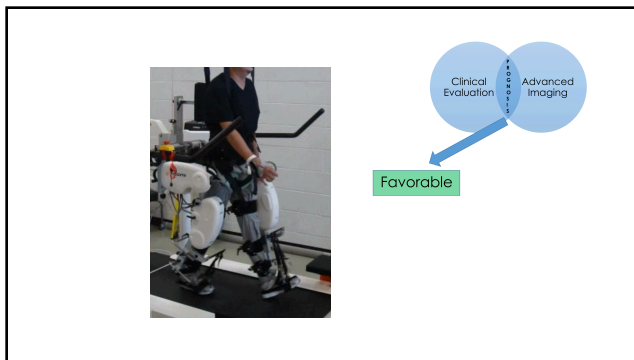 Clinical
Evaluation
PROGNOSIS
Advanced
Imaging
Favorable